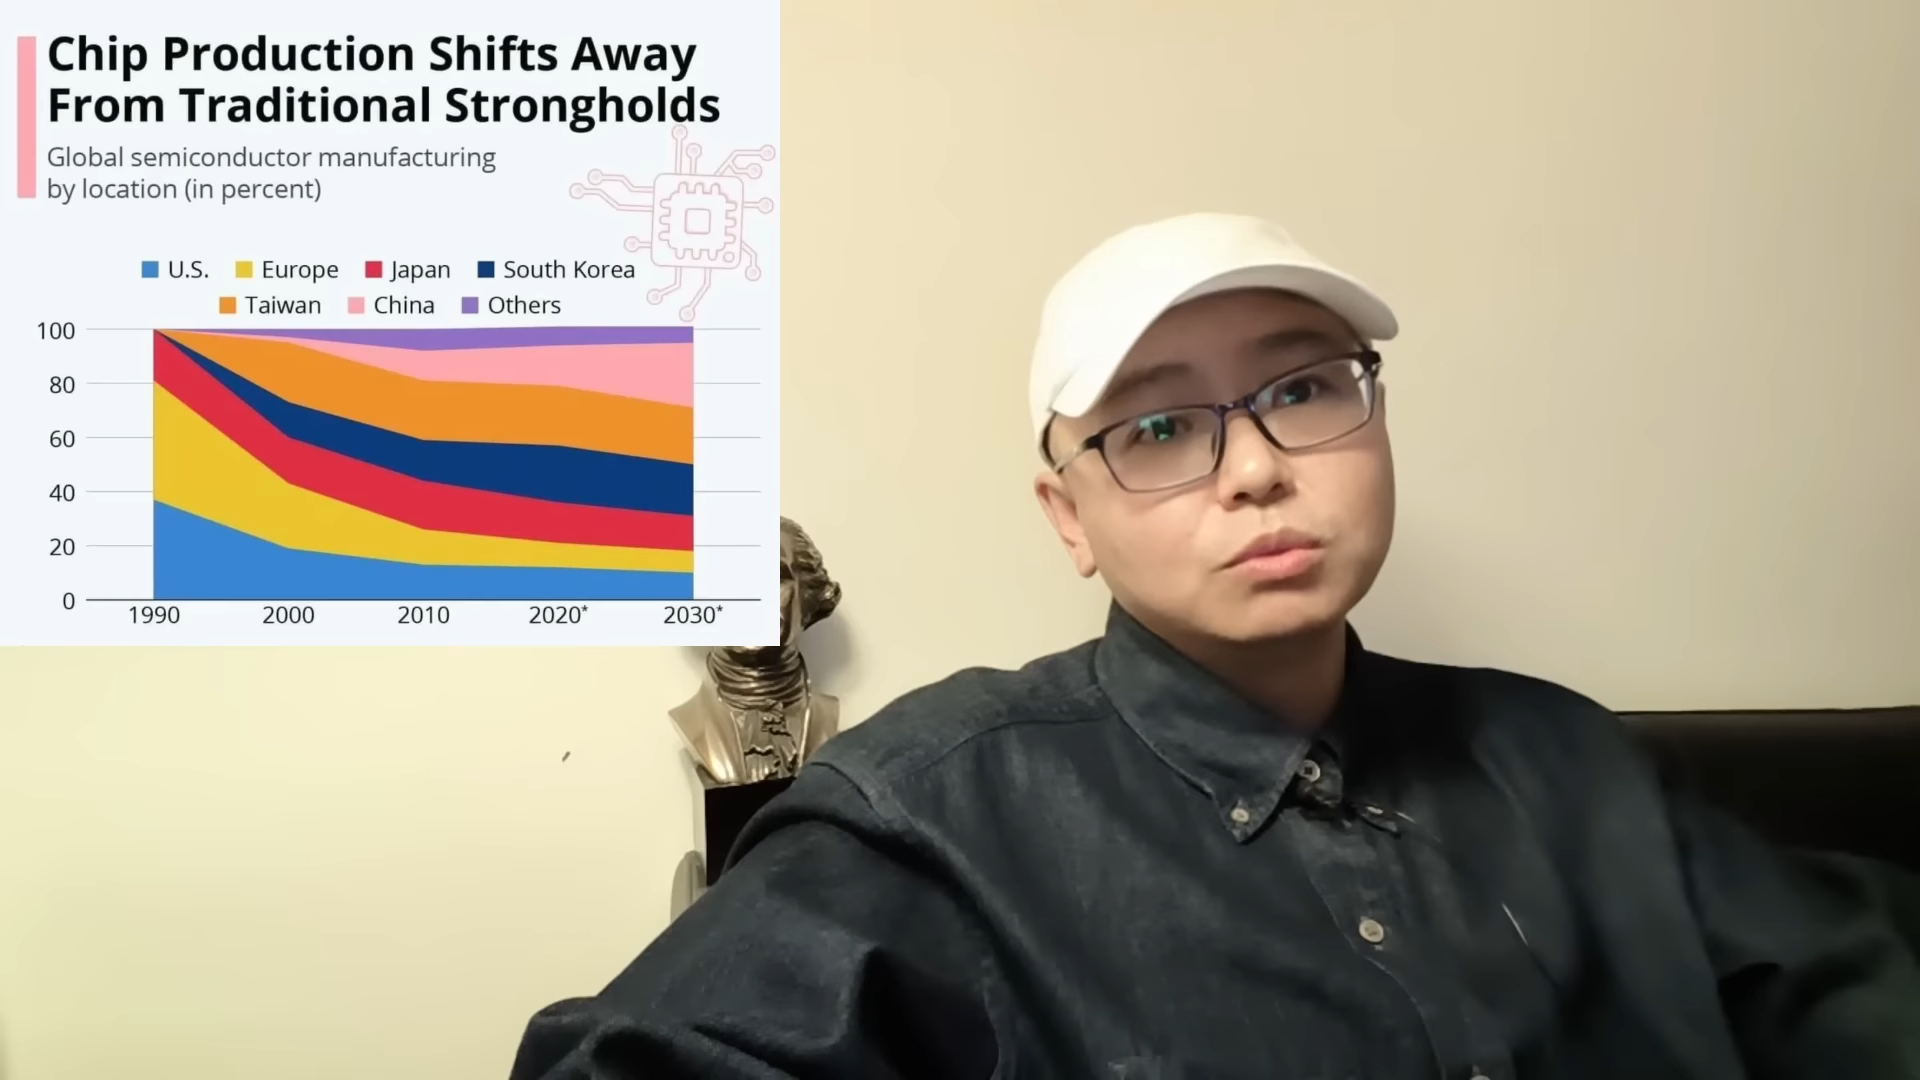 Chip Production Shifts Away
From Traditional Strongholds
Global semiconductor manufacturing
by location (in percent)
U.S. Europe Japan South Korea
Taiwan China Others
100
80
60
40
20
0
1990 2000 2010 2020* 2030*